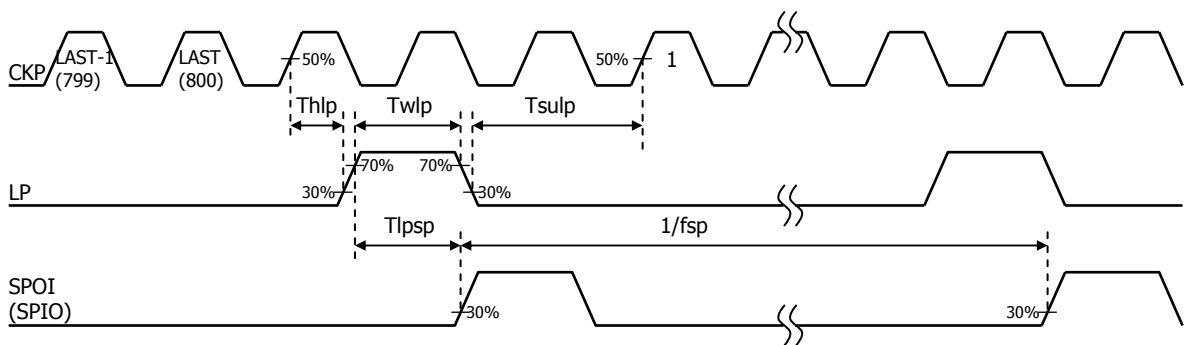 CKP
LAST-1
(799)
LAST
(800)
50%
50%
1
Thlp
Twlp
Tsulp
LP
30%
70%
70%
30%
Tlpsp
1/fsp
SPOI
(SPIO)
30%
30%